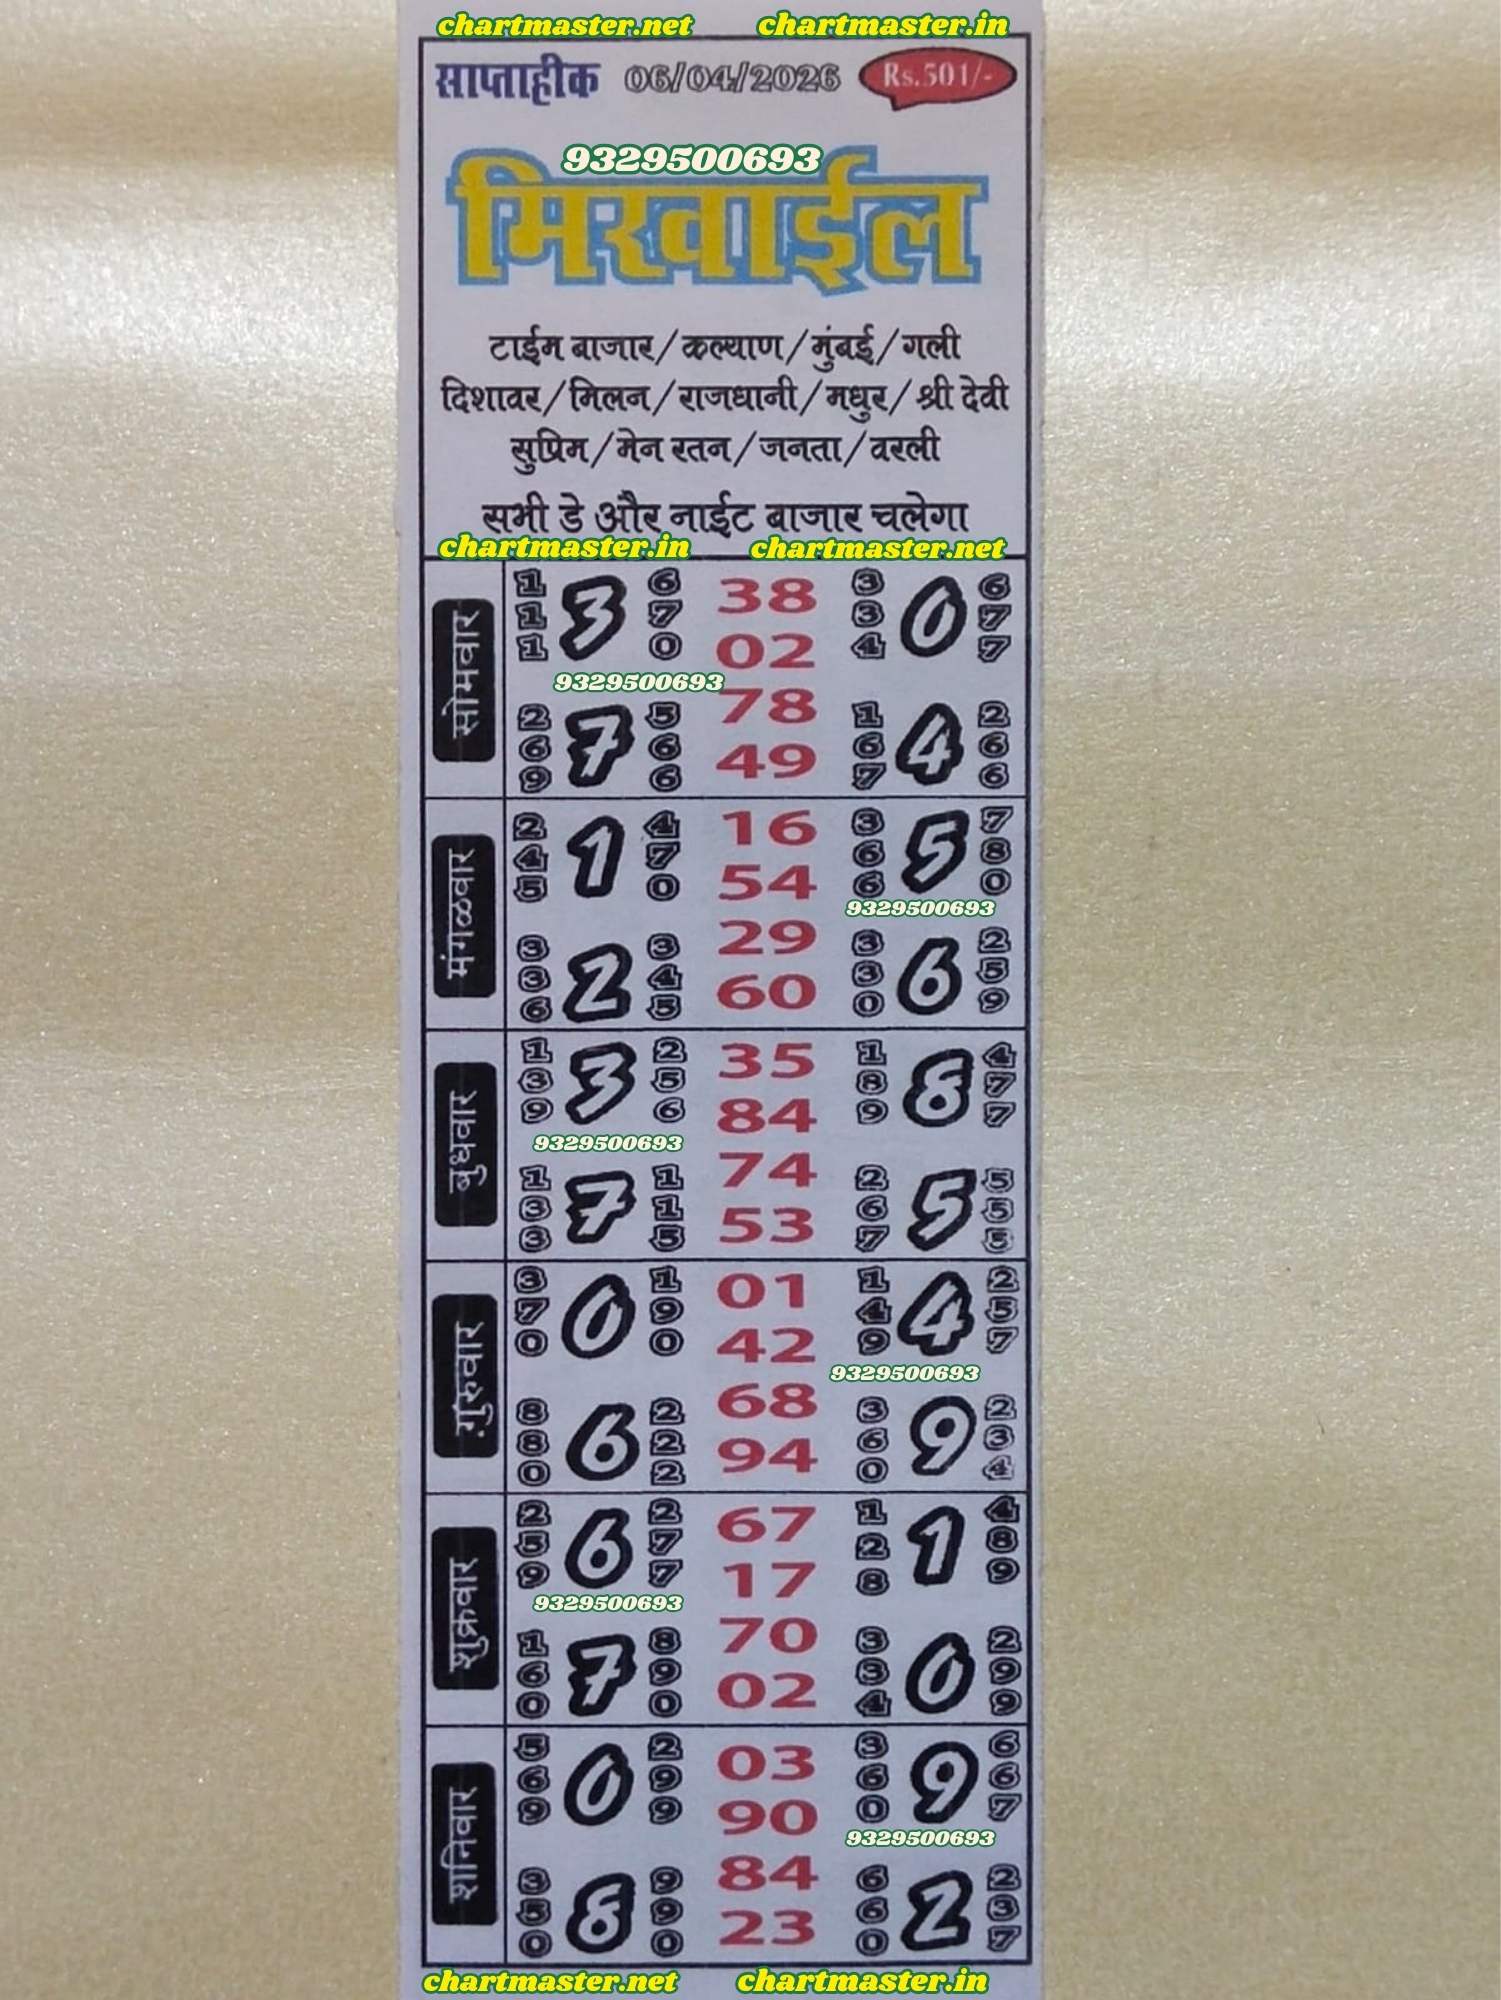 chartmaster.net chartmaster.in
साप्ताहीक 06/04/2026 Rs.501/-
9329500693
मिरवाईल
टाईम बाजार/कल्याण/मुंबई/गली
दिशावर/मिलन/राजधानी/मधुर/श्री देवी
सुप्रिम/मेन रतन/जनता/वरली
सभी डे और नाईट बाजार चलेगा
chartmaster.in chartmaster.net
सोमवार
1 6 38 3 6
1 3 7 3 0 7
1 0 02 4 7
9329500693
2 5 78 1 2
6 7 6 6 4 6
9 6 49 7 6
मंगळवार
2 4 16 3 7
4 1 7 6 5 8
5 0 54 6 0
9329500693
3 3 29 3 2
3 2 4 3 6 5
6 5 60 0 9
बुधवार
1 2 35 1 4
3 3 5 8 8 7
9 6 84 9 7
9329500693
1 1 74 2 5
3 7 1 6 5 5
3 5 53 7 5
गुरुवार
3 1 01 1 2
7 0 9 4 4 5
0 0 42 9 7
9329500693
8 2 68 3 2
8 6 2 6 9 3
0 2 94 0 4
शुक्रवार
2 2 67 1 4
5 6 7 2 1 8
9 7 17 8 9
9329500693
1 8 70 3 2
6 7 9 3 0 9
0 0 02 4 9
शनिवार
5 2 03 3 6
6 0 9 6 9 6
9 9 90 0 7
9329500693
3 9 84 6 2
5 8 9 6 2 3
0 0 23 0 7
chartmaster.net chartmaster.in